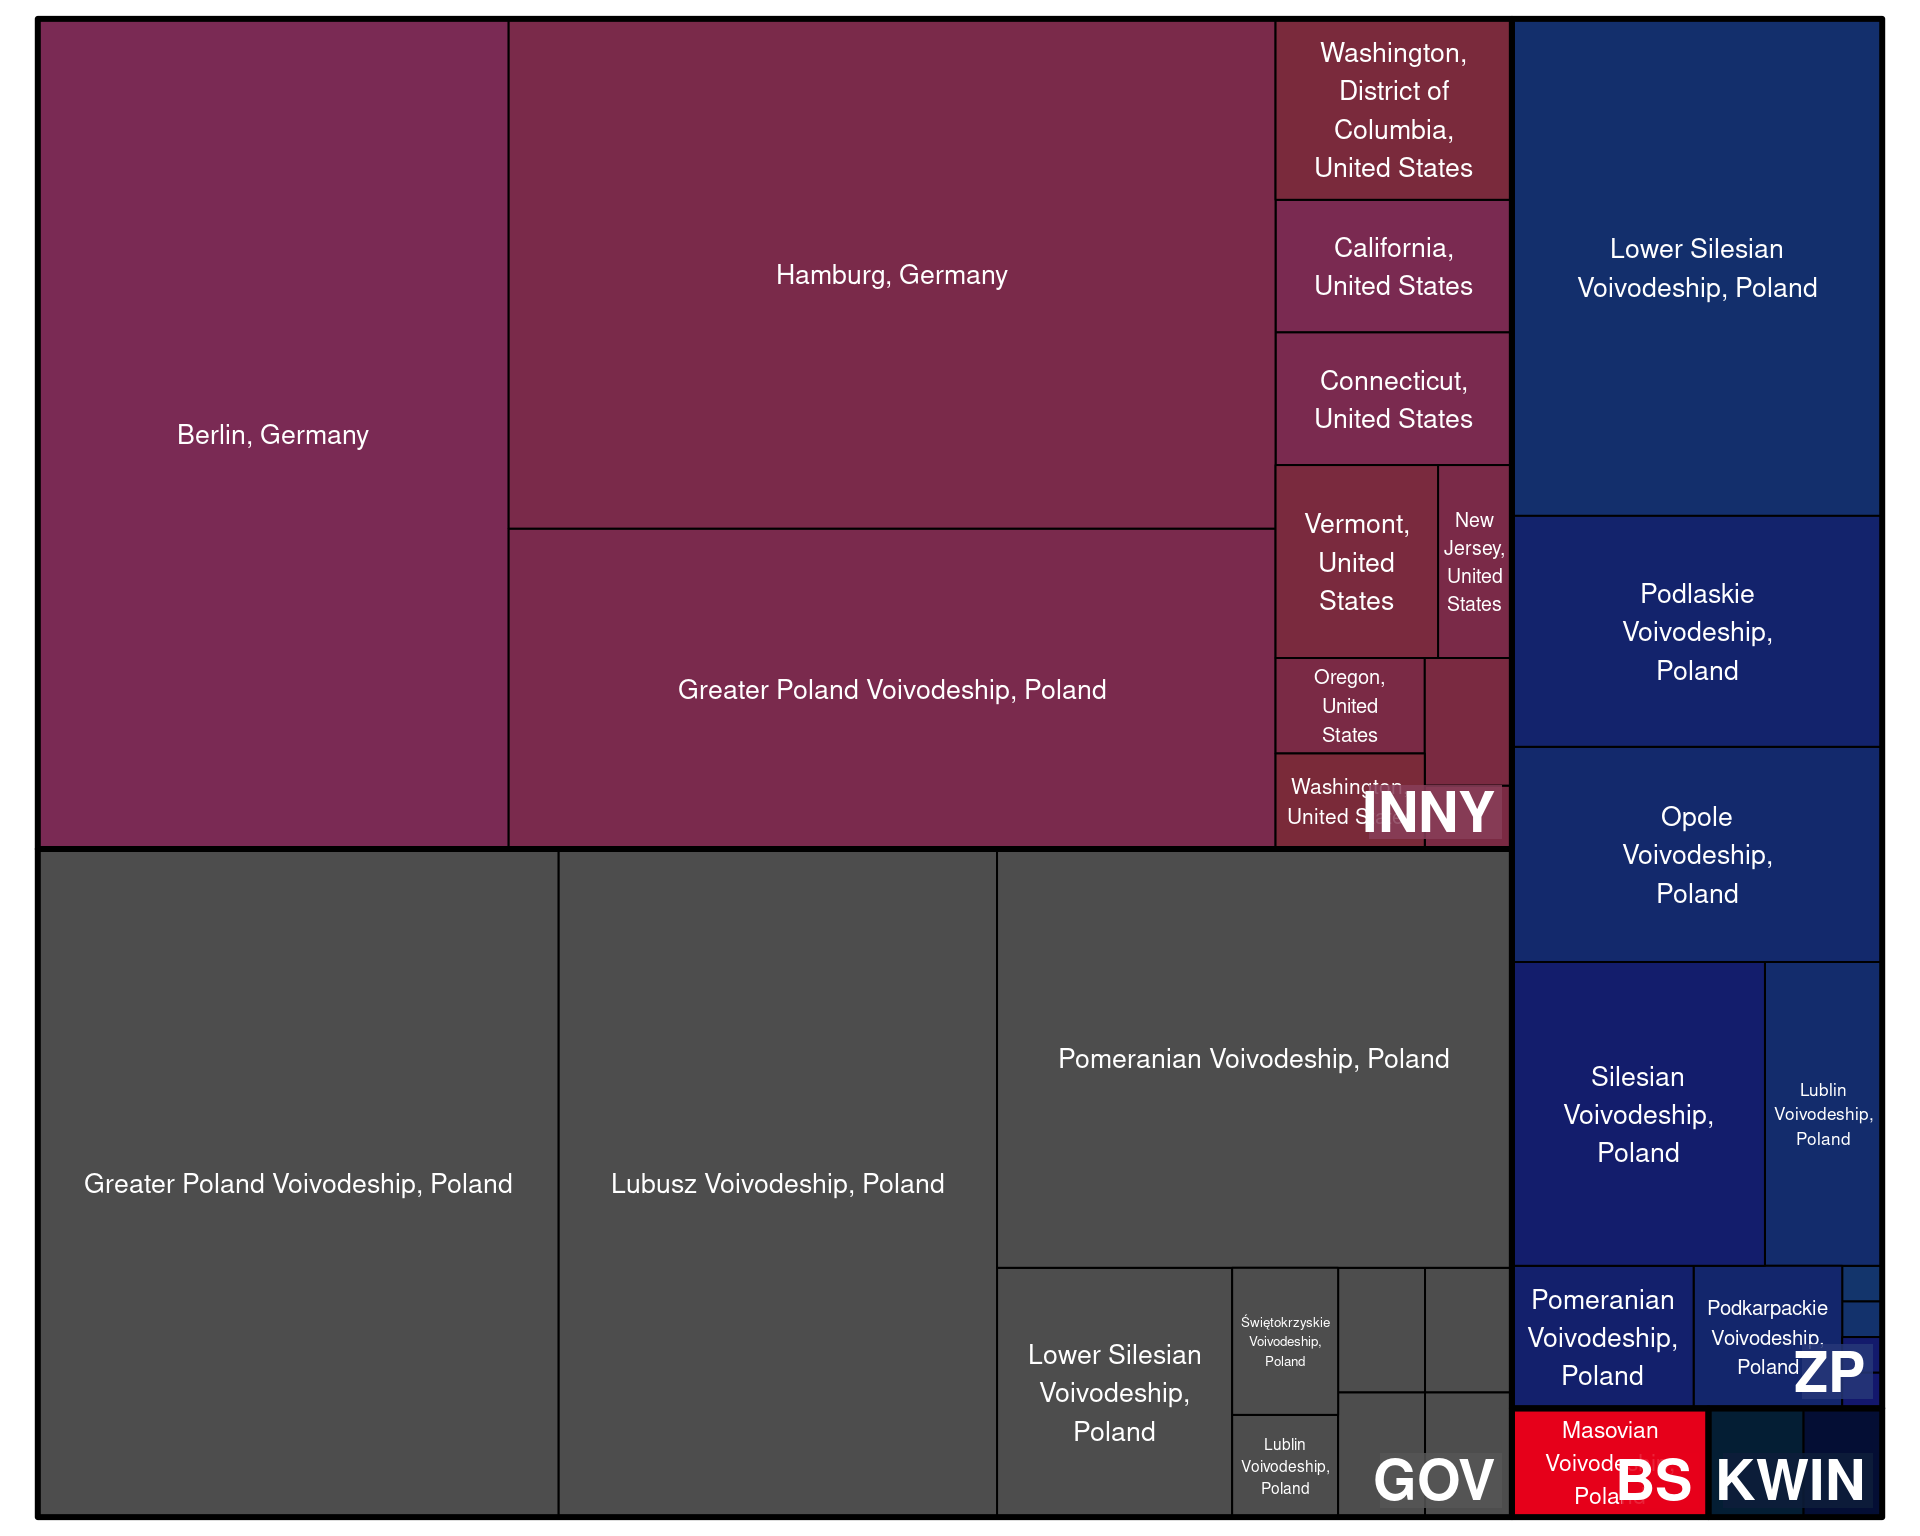 Berlin, Germany
Hamburg, Germany
Greater Poland Voivodeship, Poland
Washington,
District of
Columbia,
United States
California,
United States
Connecticut,
United States
Vermont,
United
States
New
Jersey,
United
States
Oregon,
United
States
Washington
United
INNY
Lower Silesian
Voivodeship, Poland
Podlaskie
Voivodeship,
Poland
Opole
Voivodeship,
Poland
Silesian
Voivodeship,
Poland
Lublin
Voivodeship,
Poland
Pomeranian
Voivodeship,
Poland
Podkarpackie
Voivodeship,
Poland
ZP
Greater Poland Voivodeship, Poland
Lubusz Voivodeship, Poland
Pomeranian Voivodeship, Poland
Lower Silesian
Voivodeship,
Poland
Świętokrzyskie
Voivodeship,
Poland
Lublin
Voivodeship,
Poland
GOV
Masovian
Voivodeship
Poland
BS
KWIN